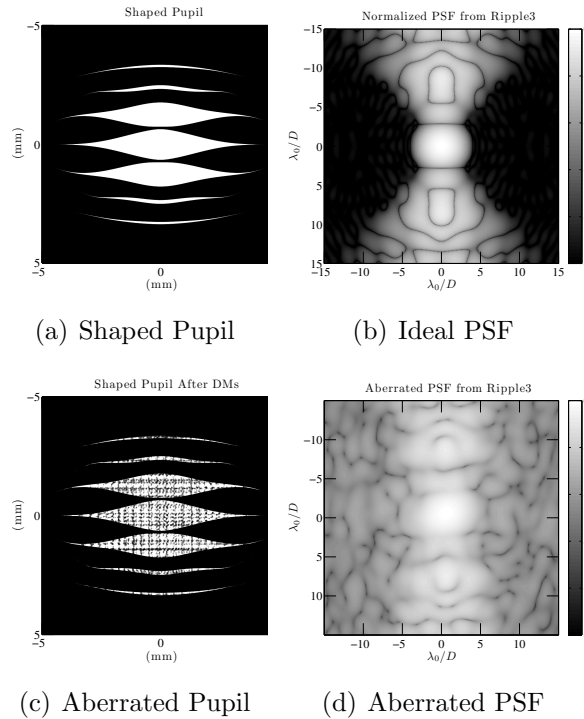 Shaped Pupil
Normalized PSF from Ripple3
−5
0
5
(mm)
−5
0
(mm)
−15
−10
−5
0
5
10
15
λ0/D
−15
−10
−5
0
5
10
15
λ0/D
(a) Shaped Pupil
(b) Ideal PSF
Shaped Pupil After DMs
Aberrated PSF from Ripple3
−5
0
5
(mm)
−5
0
(mm)
−10
−5
0
5
10
λ0/D
−10
−5
0
5
10
λ0/D
(c) Aberrated Pupil
(d) Aberrated PSF